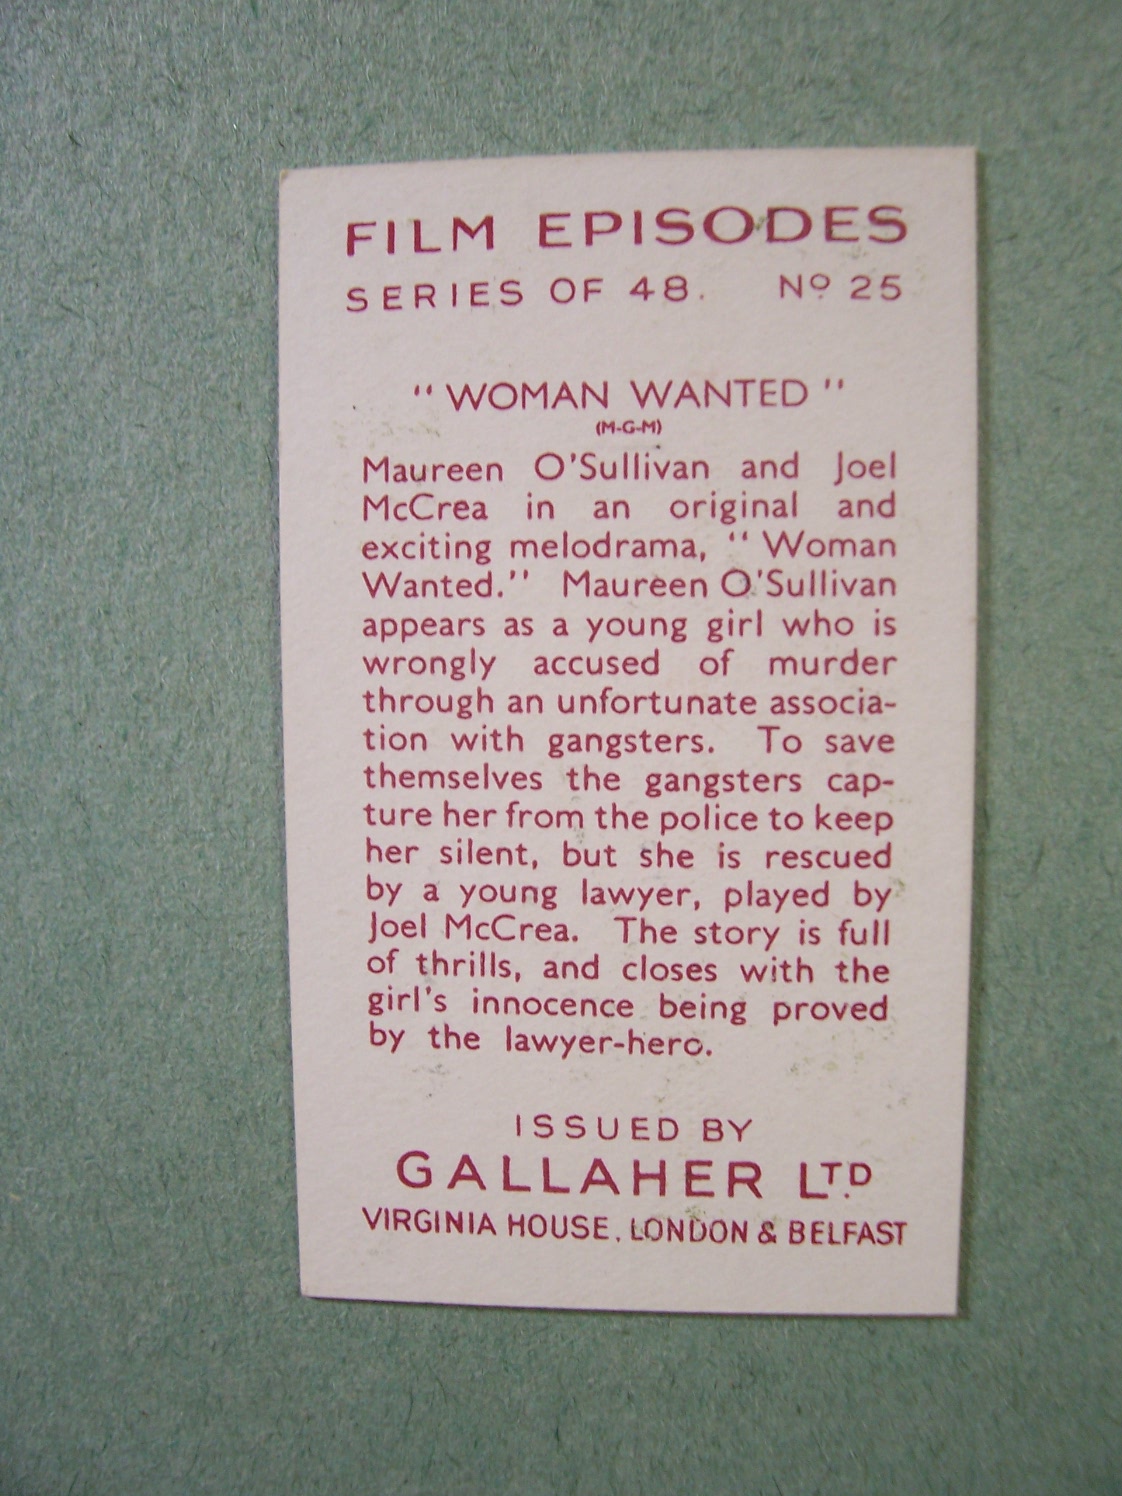 FILM EPISODES
SERIES OF 48. Nº 25
"WOMAN WANTED"
(M-G-M)
Maureen O'Sullivan and Joel
McCrea in an original and
exciting melodrama, "Woman
Wanted." Maureen O'Sullivan
appears as a young girl who is
wrongly accused of murder
through an unfortunate associa-
tion with gangsters. To save
themselves the gangsters cap-
ture her from the police to keep
her silent, but she is rescued
by a young lawyer, played by
Joel McCrea. The story is full
of thrills, and closes with the
girl's innocence being proved
by the lawyer-hero.
ISSUED BY
GALLAHER LTD.
VIRGINIA HOUSE, LONDON & BELFAST